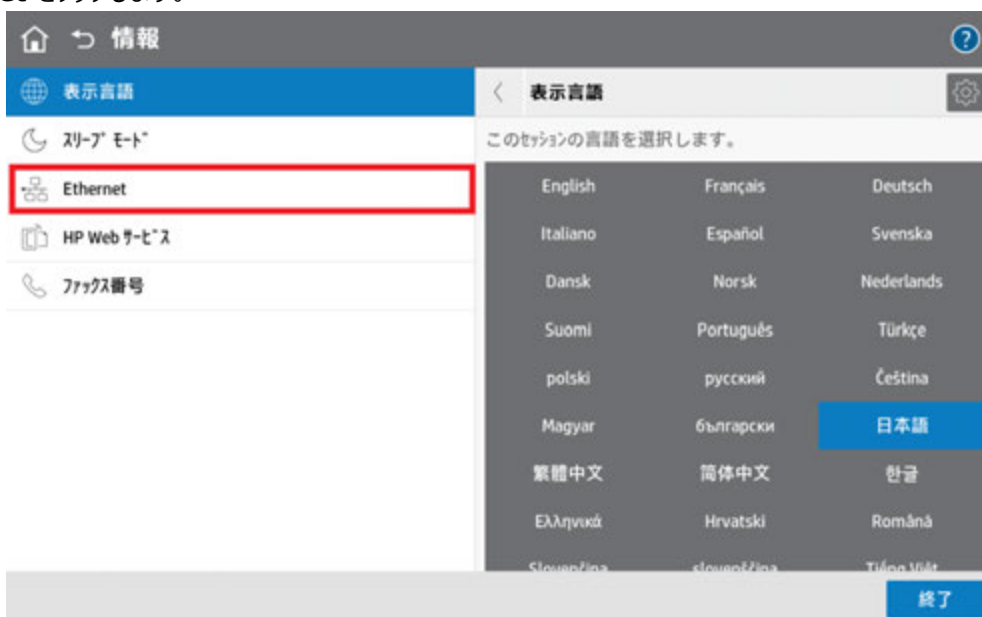 情報
?
表示言語
スリープ モード
Ethernet
HP Web サービス
ファックス番号
表示言語
このセッションの言語を選択します。
English Français Deutsch
Italiano Español Svenska
Dansk Norsk Nederlands
Suomi Português Türkçe
polski русский Čeština
Magyar български 日本語
繁體中文 简体中文 한글
Ελληνικά Hrvatski Română
Slovenčina slovenščina Tiếng Việt
終了